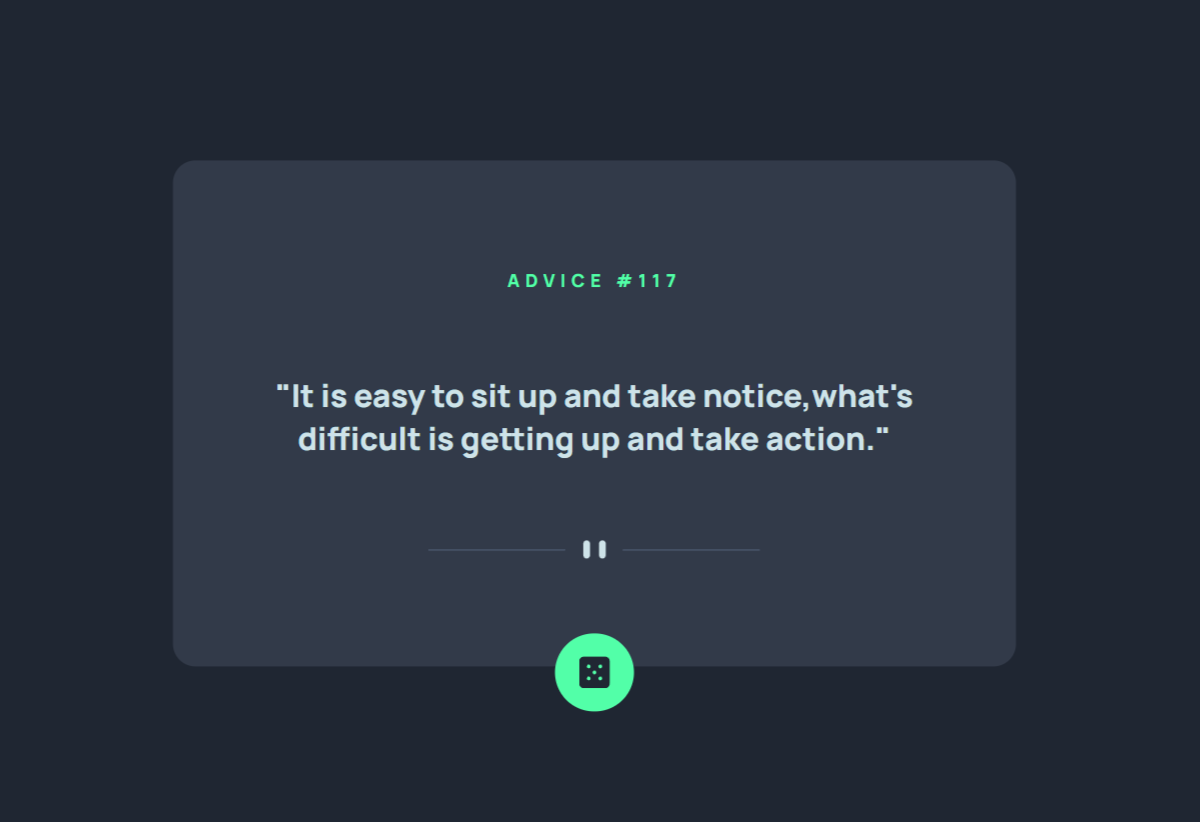 ADVICE #117
"It is easy to sit up and take notice,what's
difficult is getting up and take action."